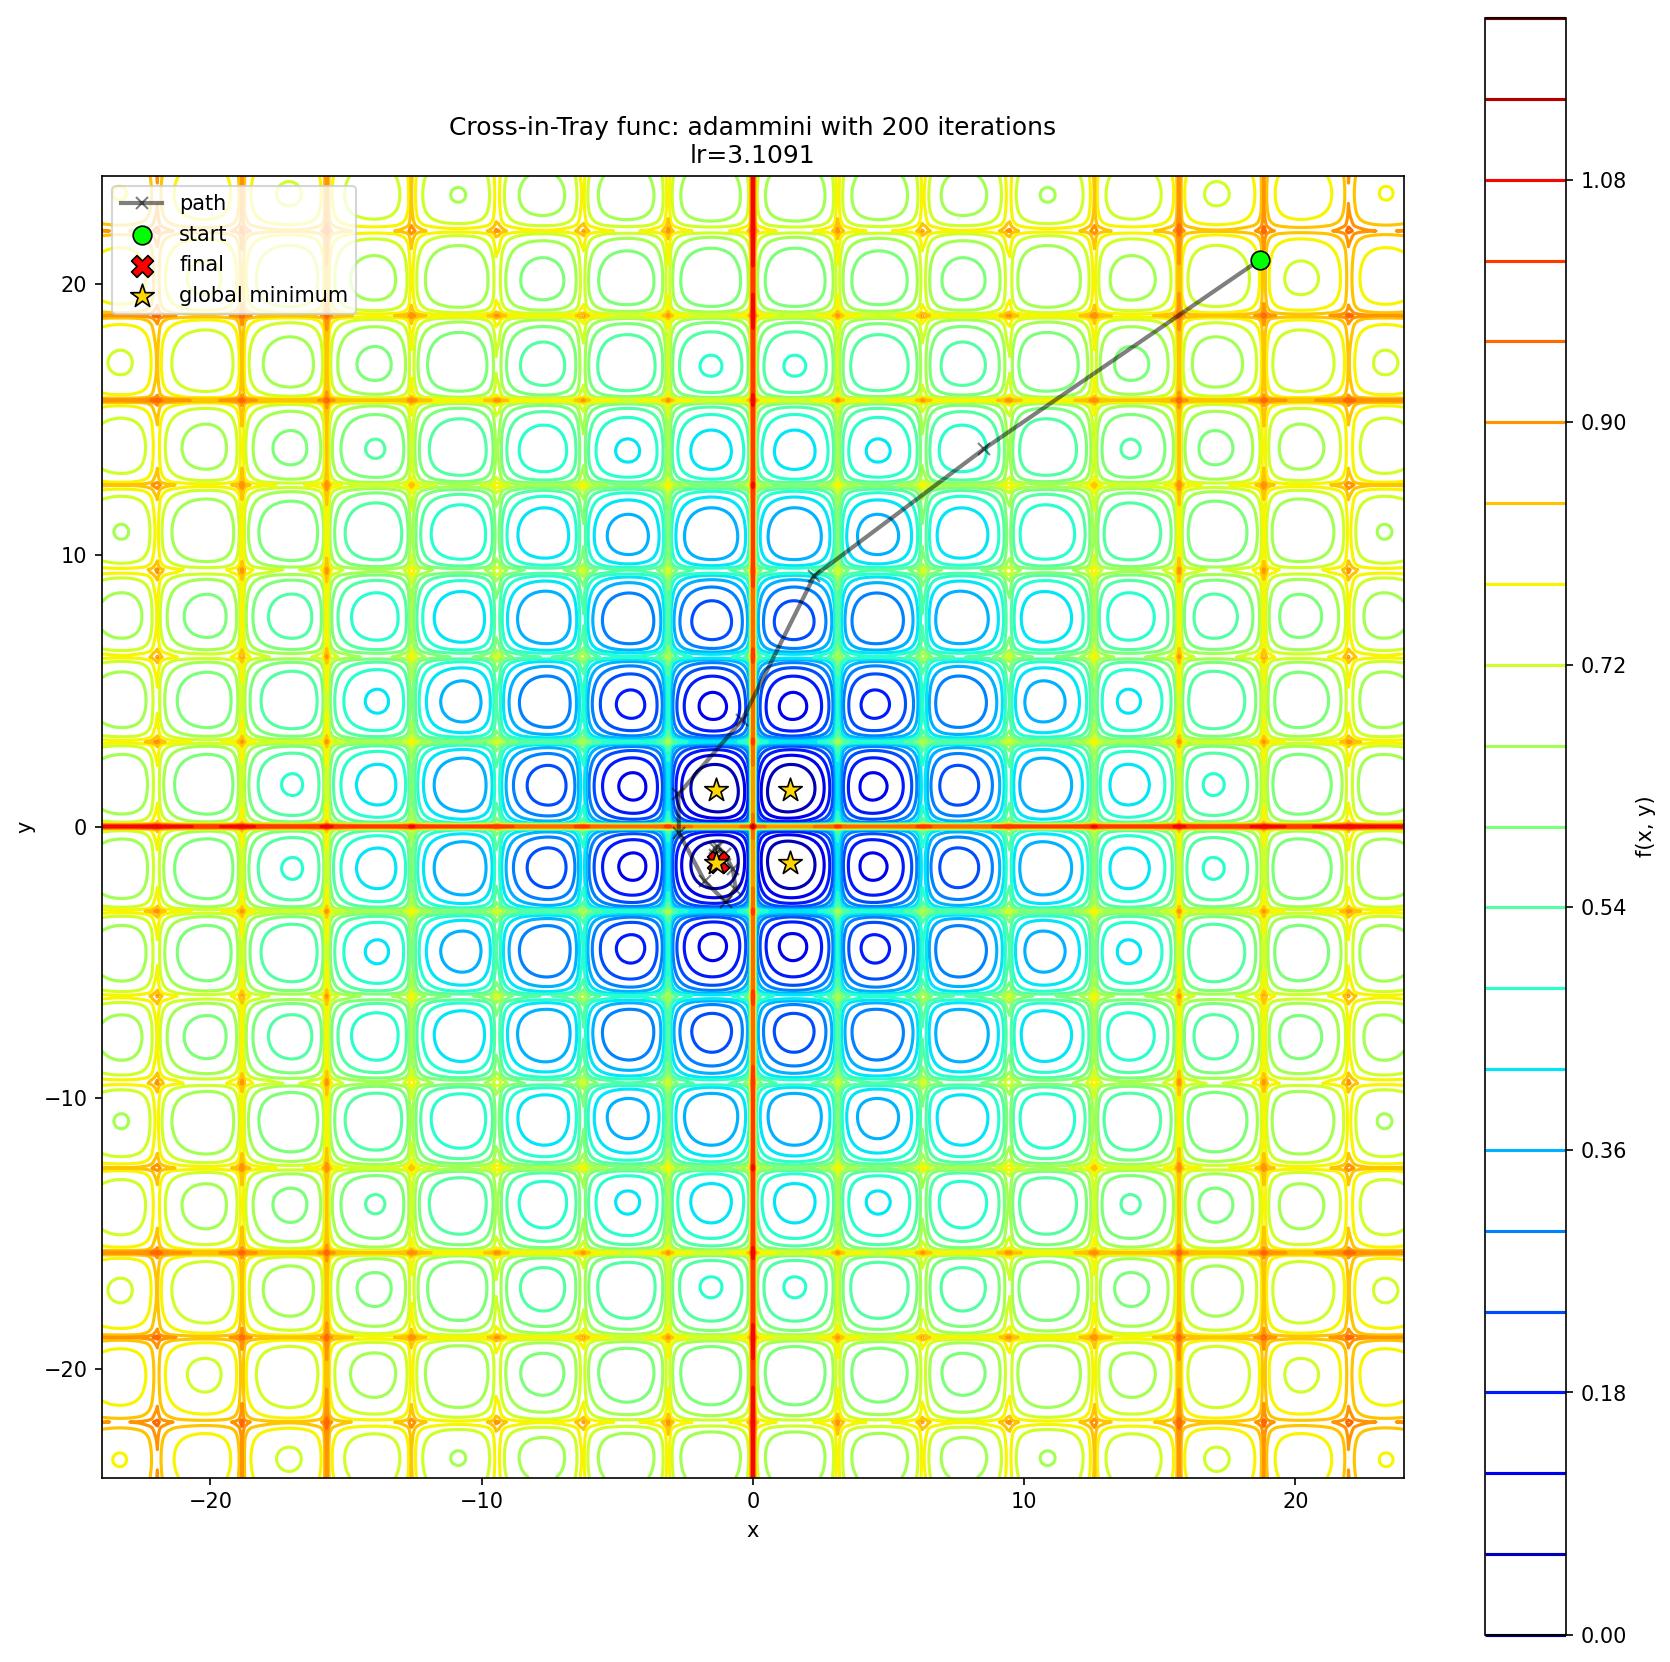 Cross-in-Tray func: adammini with 200 iterations
lr=3.1091
path
start
final
global minimum
20
10
0
−10
−20
y
−20
−10
0
10
20
x
1.08
0.90
0.72
0.54
0.36
0.18
0.00
f(x, y)